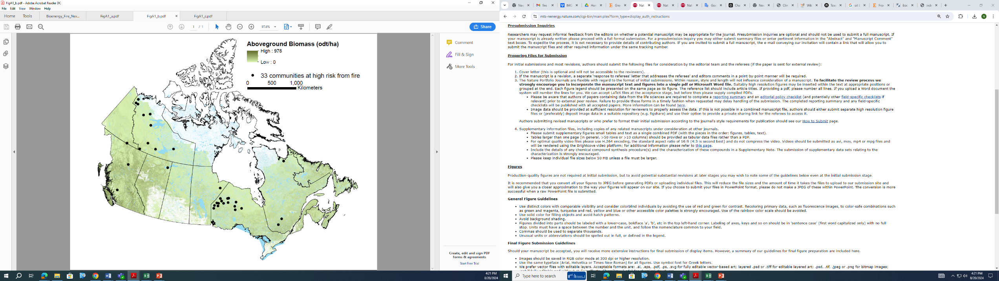 FigA1_b.pdf - Adobe Acrobat Reader DC
File Edit View Window Help
Home Tools Bioenergy_Fire_Nex... FigA1_a.pdf FigA1_b.pdf × FigA1_c.pdf
1 / 1 97.6% Share
Aboveground Biomass (odt/ha)
High : 978
Low : 0
33 communities at high risk from fire
0 500 1,000
Kilometers
Comment
Fill & Sign
More Tools
Create, edit and sign PDF
forms & agreements
Start Free Trial
4:21 PM
8/20/2024
Nev fire IMG Hon Gre Nat Nat Nat Goo Cha Nev Clin Wild Tow oil b Fror Boo inde
mts-nenergy.nature.com/cgi-bin/main.plex?form_type=display_auth_instructions
Presubmission Inquiries
Researchers may request informal feedback from the editors on whether a potential manuscript may be appropriate for the journal. Presubmission inquiries are optional and should not be used to submit a full manuscript. If
your manuscript is already written please proceed with a full formal submission. For a presubmission inquiry you may either submit summary files or enter pertinent information in the "Abstract" and "Manuscript Comment"
text boxes. To expedite the process, it is not necessary to provide details of contributing authors. If you are invited to submit a full manuscript, the e-mail conveying our invitation will contain a link that will allow you to
submit the manuscript files and other required information under the same tracking number.
Preparing Files for Submission
For initial submissions and most revisions, authors should submit the following files for consideration by the editorial team and the referees (if the paper is sent for external review):
1. Cover letter (this is optional and will not be accessible to the reviewers).
2. If the manuscript is a revision, a separate 'response to referees' letter that addresses the referees' and editors comments in a point-by-point manner will be required.
3. The Nature Portfolio Journals are flexible with regard to the format of initial submissions. Within reason, style and length will not influence consideration of a manuscript. To facilitate the review process we
strongly encourage you to incorporate the manuscript text and figures into a single pdf or Microsoft Word file. Suitably high resolution figures may be inserted within the text at appropriate positions or
grouped at the end. Each figure legend should be presented on the same page as its figure. The reference list should include article titles. If providing a pdf, please number all lines. If you upload a Word document the
system will number the lines for you. We can accept LaTeX files at the acceptance stage, but before then please supply compiled PDFs.
• Please be aware that authors of papers containing data from the life sciences are required to complete a reporting summary and an editorial policy checklist (and potentially other field-specific checklists if
relevant) prior to external peer review. Failure to provide these forms in a timely fashion when requested may delay handling of the submission. The completed reporting summary and any field-specific
checklists will be published with all accepted papers. More information can be found here.
• Image data should be provided at sufficient resolution for reviewers to properly assess the data. If this is not possible in a combined manuscript file, authors should either submit separate high resolution figure
files or (preferably) deposit image data in a suitable repository (e.g. figshare) and use their option to provide a private sharing link for the referees to access it.
Authors submitting revised manuscripts or who prefer to format their initial submission according to the journal's style requirements for publication should see our How to Submit page.
4. Supplementary information files, including copies of any related manuscripts under consideration at other journals.
• Please submit supplementary figures small tables and text as a single combined PDF (with the pieces in the order: figures, tables, text).
• Tables larger than one page (in general, >50 rows or >10 columns) should be provided as tabular data files rather than a PDF.
• For optimal quality video files please use H.264 encoding, the standard aspect ratio of 16:9 (4:3 is second best) and do not compress the video. Videos should be submitted as avi, mov, mp4 or mpg files and
will be rendered using the Brightcove video platform; for additional information please refer to this page.
• Include the details of any chemical compound synthesis procedure(s) and the characterization of these compounds in a Supplementary Note. The submission of supplementary data sets relating to the
characterization is strongly encouraged.
• Please keep individual file sizes below 50 MB unless a file must be larger.
Figures
Production-quality figures are not required at initial submission, but to avoid potential substantial revisions at later stages you may wish to note some of the guidelines below even at the initial submission stage.
It is recommended that you convert all your figures to JPEG before generating PDFs or uploading individual files. This will reduce the file sizes and the amount of time it takes the files to upload to our submission site and
will also give you a closer approximation to the way your figures will appear on our site. If you choose to submit your files in PowerPoint format, please do not make a JPEG of these within PowerPoint. The conversion is more
successful when a raw PowerPoint file is submitted.
General Figure Guidelines
• Use distinct colors with comparable visibility and consider colorblind individuals by avoiding the use of red and green for contrast. Recoloring primary data, such as fluorescence images, to color-safe combinations such
as green and magenta, turquoise and red, yellow and blue or other accessible color palettes is strongly encouraged. Use of the rainbow color scale should be avoided.
• Use solid color for filling objects and avoid hatch patterns.
• Avoid background shading.
• Figures divided into parts should be labeled with a lower-case, boldface 'a', 'b', etc in the top left-hand corner. Labeling of axes, keys and so on should be in 'sentence case' (first word capitalized only) with no full
stop. Units must have a space between the number and the unit, and follow the nomenclature common to your field.
• Commas should be used to separate thousands.
• Unusual units or abbreviations should be spelled out in full, or defined in the legend.
Final Figure Submission Guidelines
Should your manuscript be accepted, you will receive more extensive instructions for final submission of display items. However, a summary of our guidelines for final figure preparation are included here.
• Images should be saved in RGB color mode at 300 dpi or higher resolution.
• Use the same typeface (Arial, Helvetica or Times New Roman) for all figures. Use symbol font for Greek letters.
• We prefer vector files with editable layers. Acceptable formats are: .ai, .eps, .pdf, .ps, .svg for fully editable vector-based art; layered .psd or .tiff for editable layered art; .psd, .tif, .jpeg or .png for bitmap images;
Type here to search
4:21 PM
8/20/2024